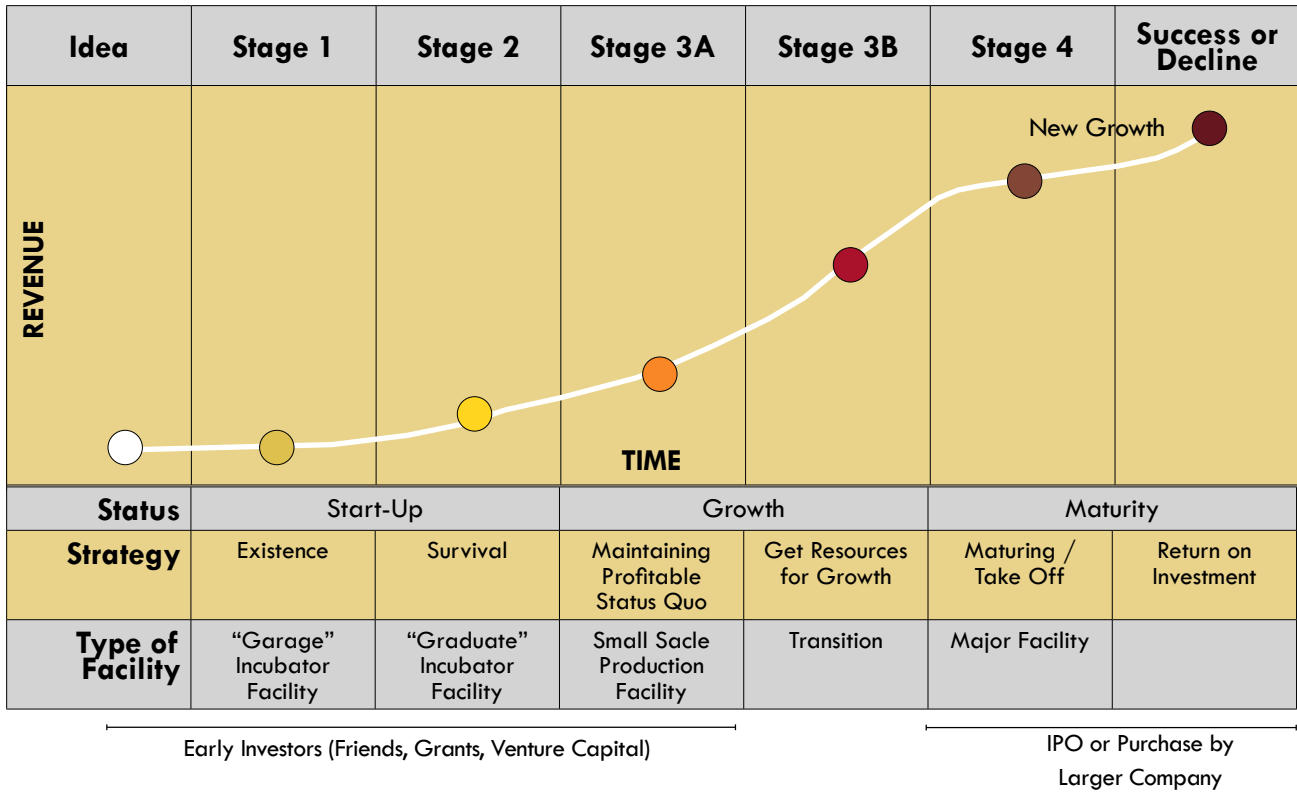 Idea
Stage 1
Stage 2
Stage 3A
Stage 3B
Stage 4
Success or
Decline
New Growth
REVENUE
TIME
Status
Start-Up
Growth
Maturity
Strategy
Existence
Survival
Maintaining
Profitable
Status Quo
Get Resources
for Growth
Maturing /
Take Off
Return on
Investment
Type of
Facility
“Garage”
Incubator
Facility
“Graduate”
Incubator
Facility
Small Sacle
Production
Facility
Transition
Major Facility
Early Investors (Friends, Grants, Venture Capital)
IPO or Purchase by
Larger Company